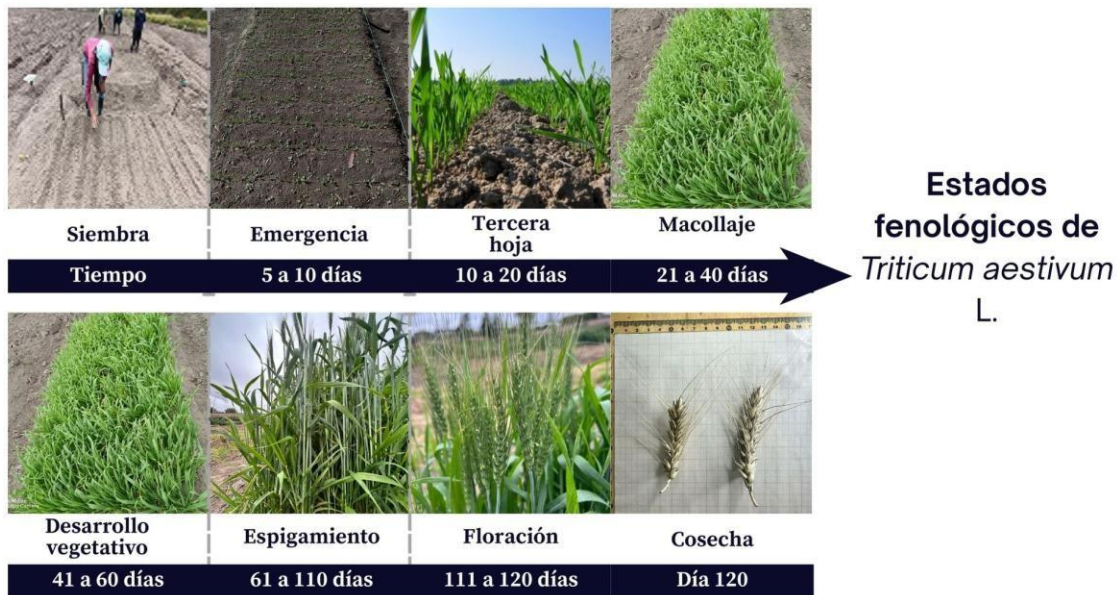 Siembra
Emergencia
Tercera
hoja
Macollaje
Tiempo
5 a 10 días
10 a 20 días
21 a 40 días
Estados
fenológicos de
Triticum aestivum
L.
Desarrollo
vegetativo
Espigamiento
Floración
Cosecha
41 a 60 días
61 a 110 días
111 a 120 días
Día 120